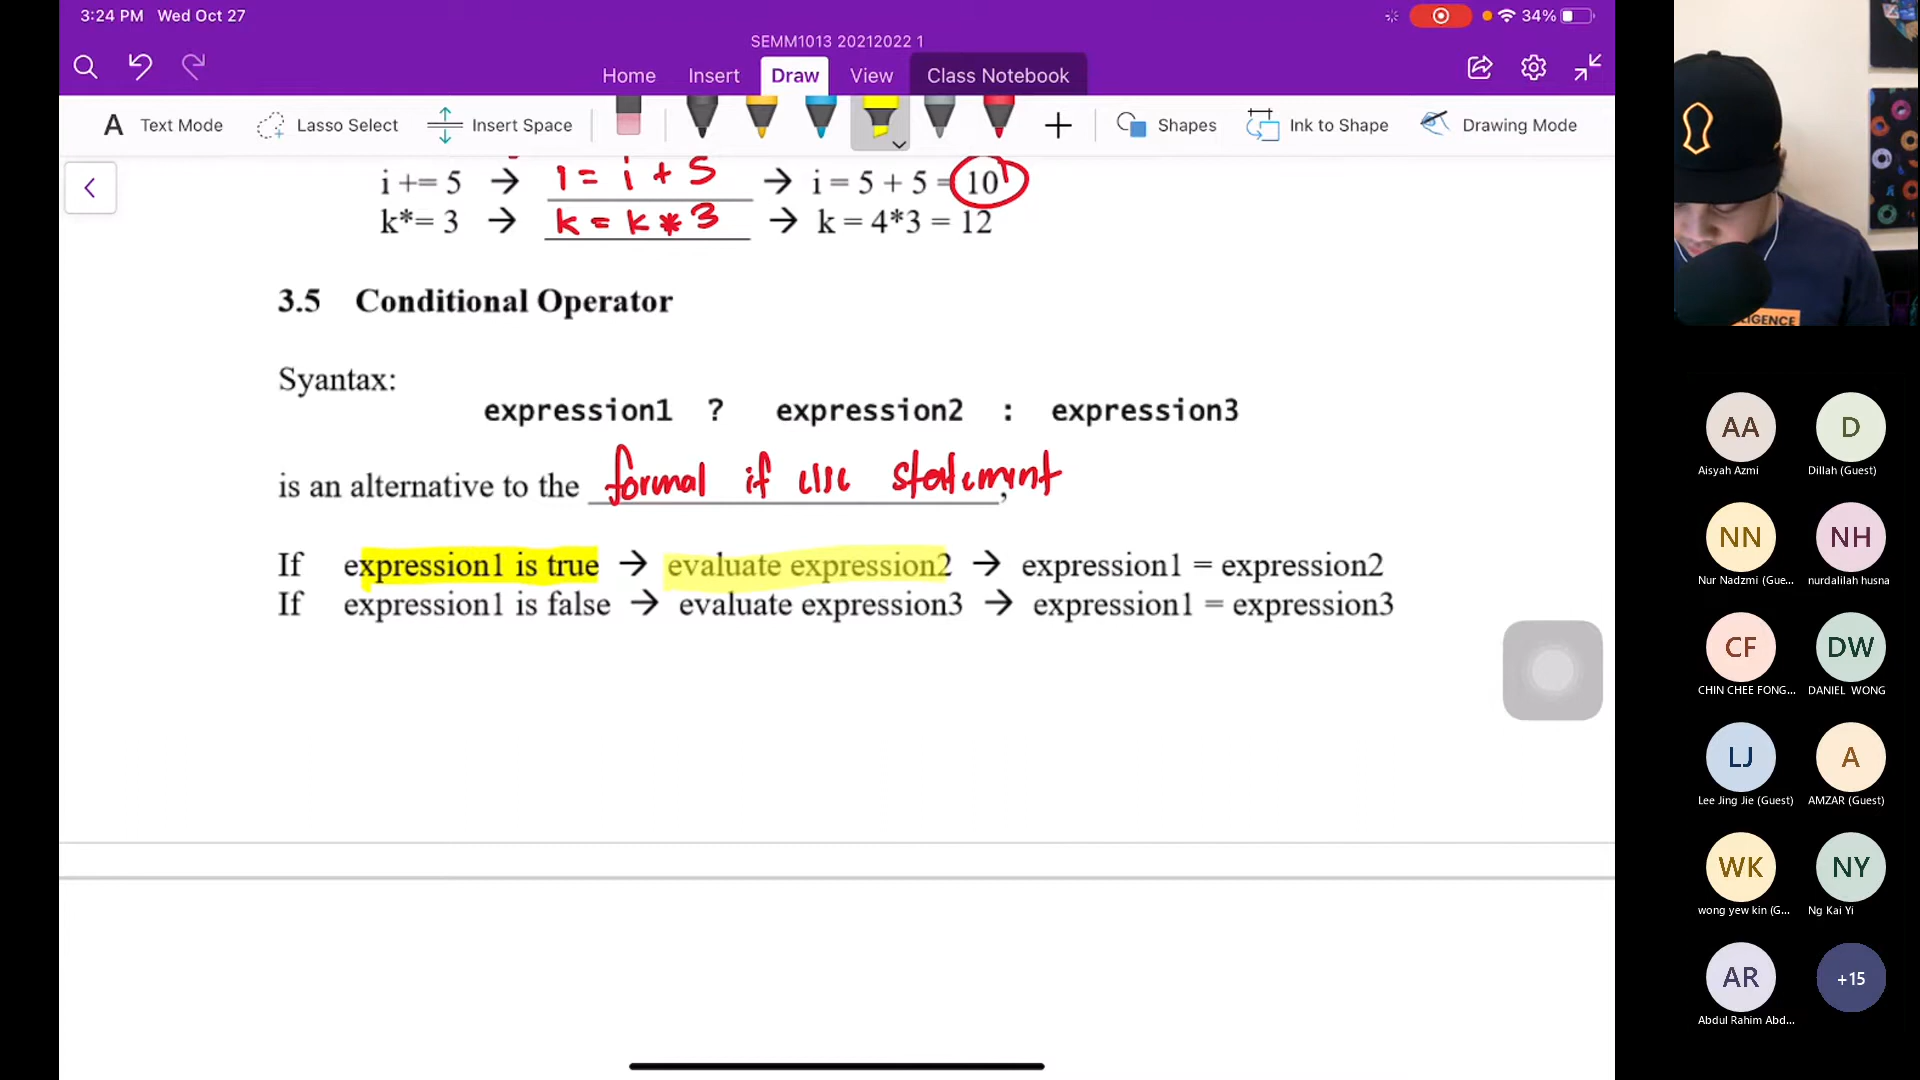 3:24 PM Wed Oct 27
34%
SEMM1013 20212022 1
Home Insert Draw View Class Notebook
A Text Mode Lasso Select Insert Space Shapes Ink to Shape Drawing Mode
i += 5 → i = i + 5 → i = 5 + 5 = 10
k*= 3 → k = k * 3 → k = 4*3 = 12
3.5 Conditional Operator
Syantax:
expression1 ? expression2 : expression3
is an alternative to the formal if else statement,
If expression1 is true → evaluate expression2 → expression1 = expression2
If expression1 is false → evaluate expression3 → expression1 = expression3
LIGENCE
AA D
Aisyah Azmi Dillah (Guest)
NN NH
Nur Nadzmi (Gue... nurdalilah husna
CF DW
CHIN CHEE FONG... DANIEL WONG
LJ A
Lee Jing Jie (Guest) AMZAR (Guest)
WK NY
wong yew kin (G... Ng Kai Yi
AR +15
Abdul Rahim Abd...